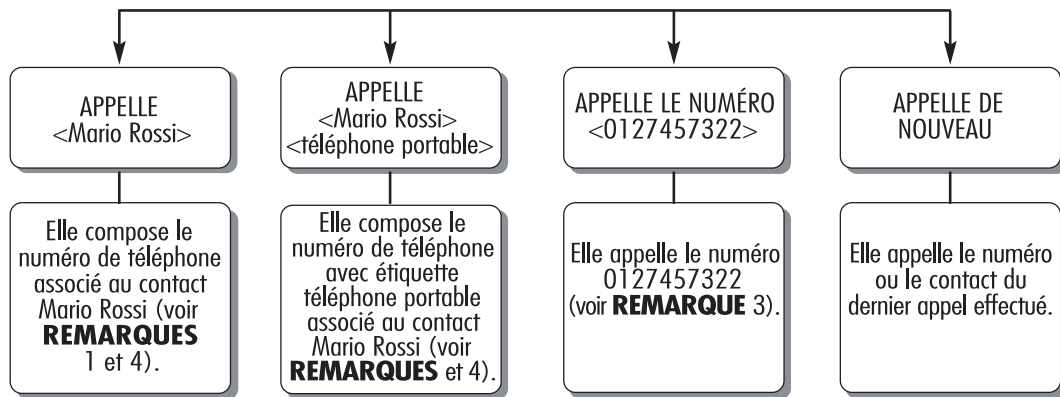 APPELLE
<Mario Rossi>
APPELLE
<Mario Rossi>
<téléphone portable>
APPELLE LE NUMÉRO
<0127457322>
APPELLE DE
NOUVEAU
Elle compose le
numéro de téléphone
associé au contact
Mario Rossi (voir
REMARQUES
1 et 4).
Elle compose le
numéro de téléphone
avec étiquette
téléphone portable
associé au contact
Mario Rossi (voir
REMARQUES et 4).
Elle appelle le numéro
0127457322
(voir REMARQUE 3).
Elle appelle le numéro
ou le contact du
dernier appel effectué.